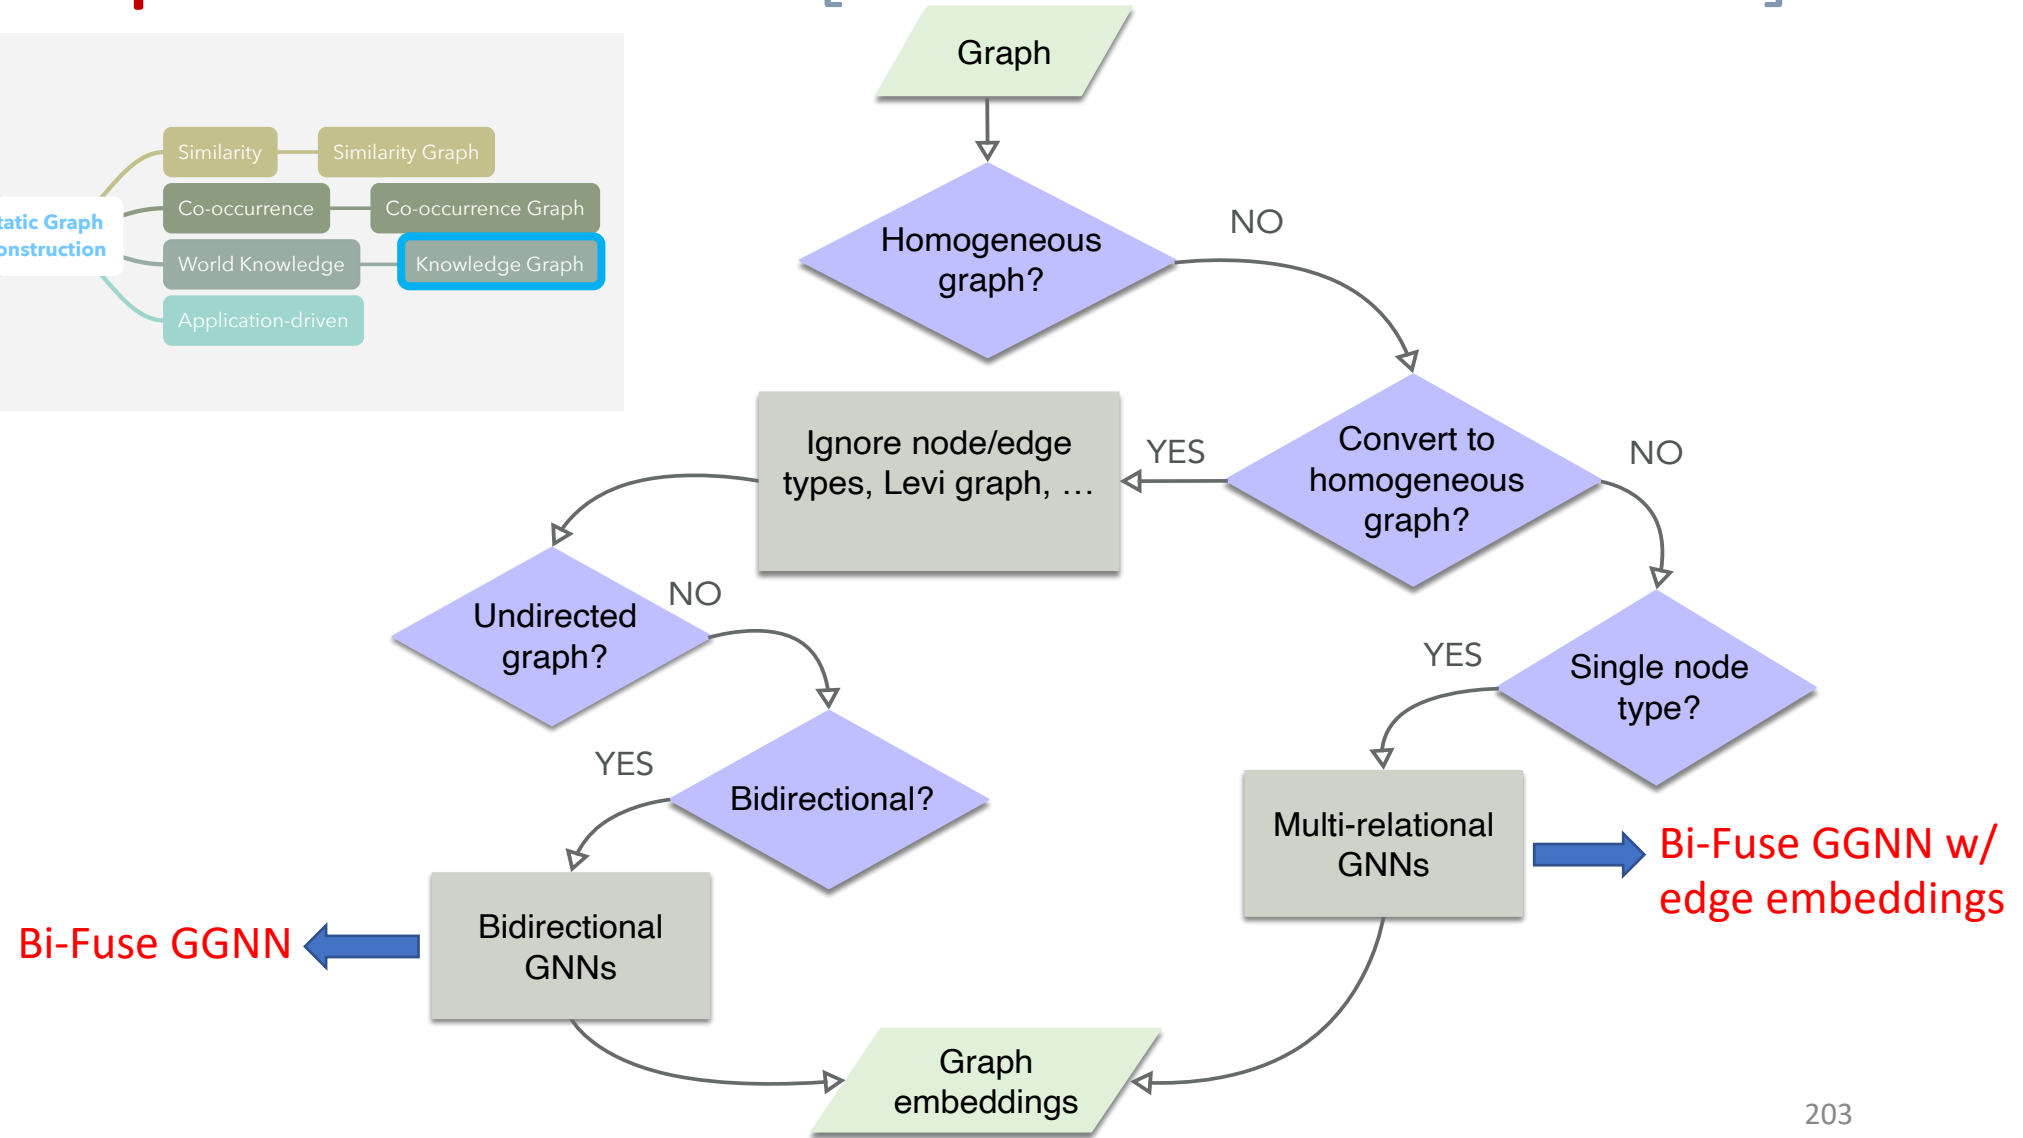 Graph
Similarity
Similarity Graph
Co-occurrence
Co-occurrence Graph
tatic Graph
onstruction
World Knowledge
Knowledge Graph
Application-driven
Homogeneous
graph?
NO
Ignore node/edge
types, Levi graph, …
YES
Convert to
homogeneous
graph?
NO
Undirected
graph?
NO
YES
Single node
type?
YES
Bidirectional?
Multi-relational
GNNs
Bi-Fuse GGNN w/
edge embeddings
Bi-Fuse GGNN
Bidirectional
GNNs
Graph
embeddings
203